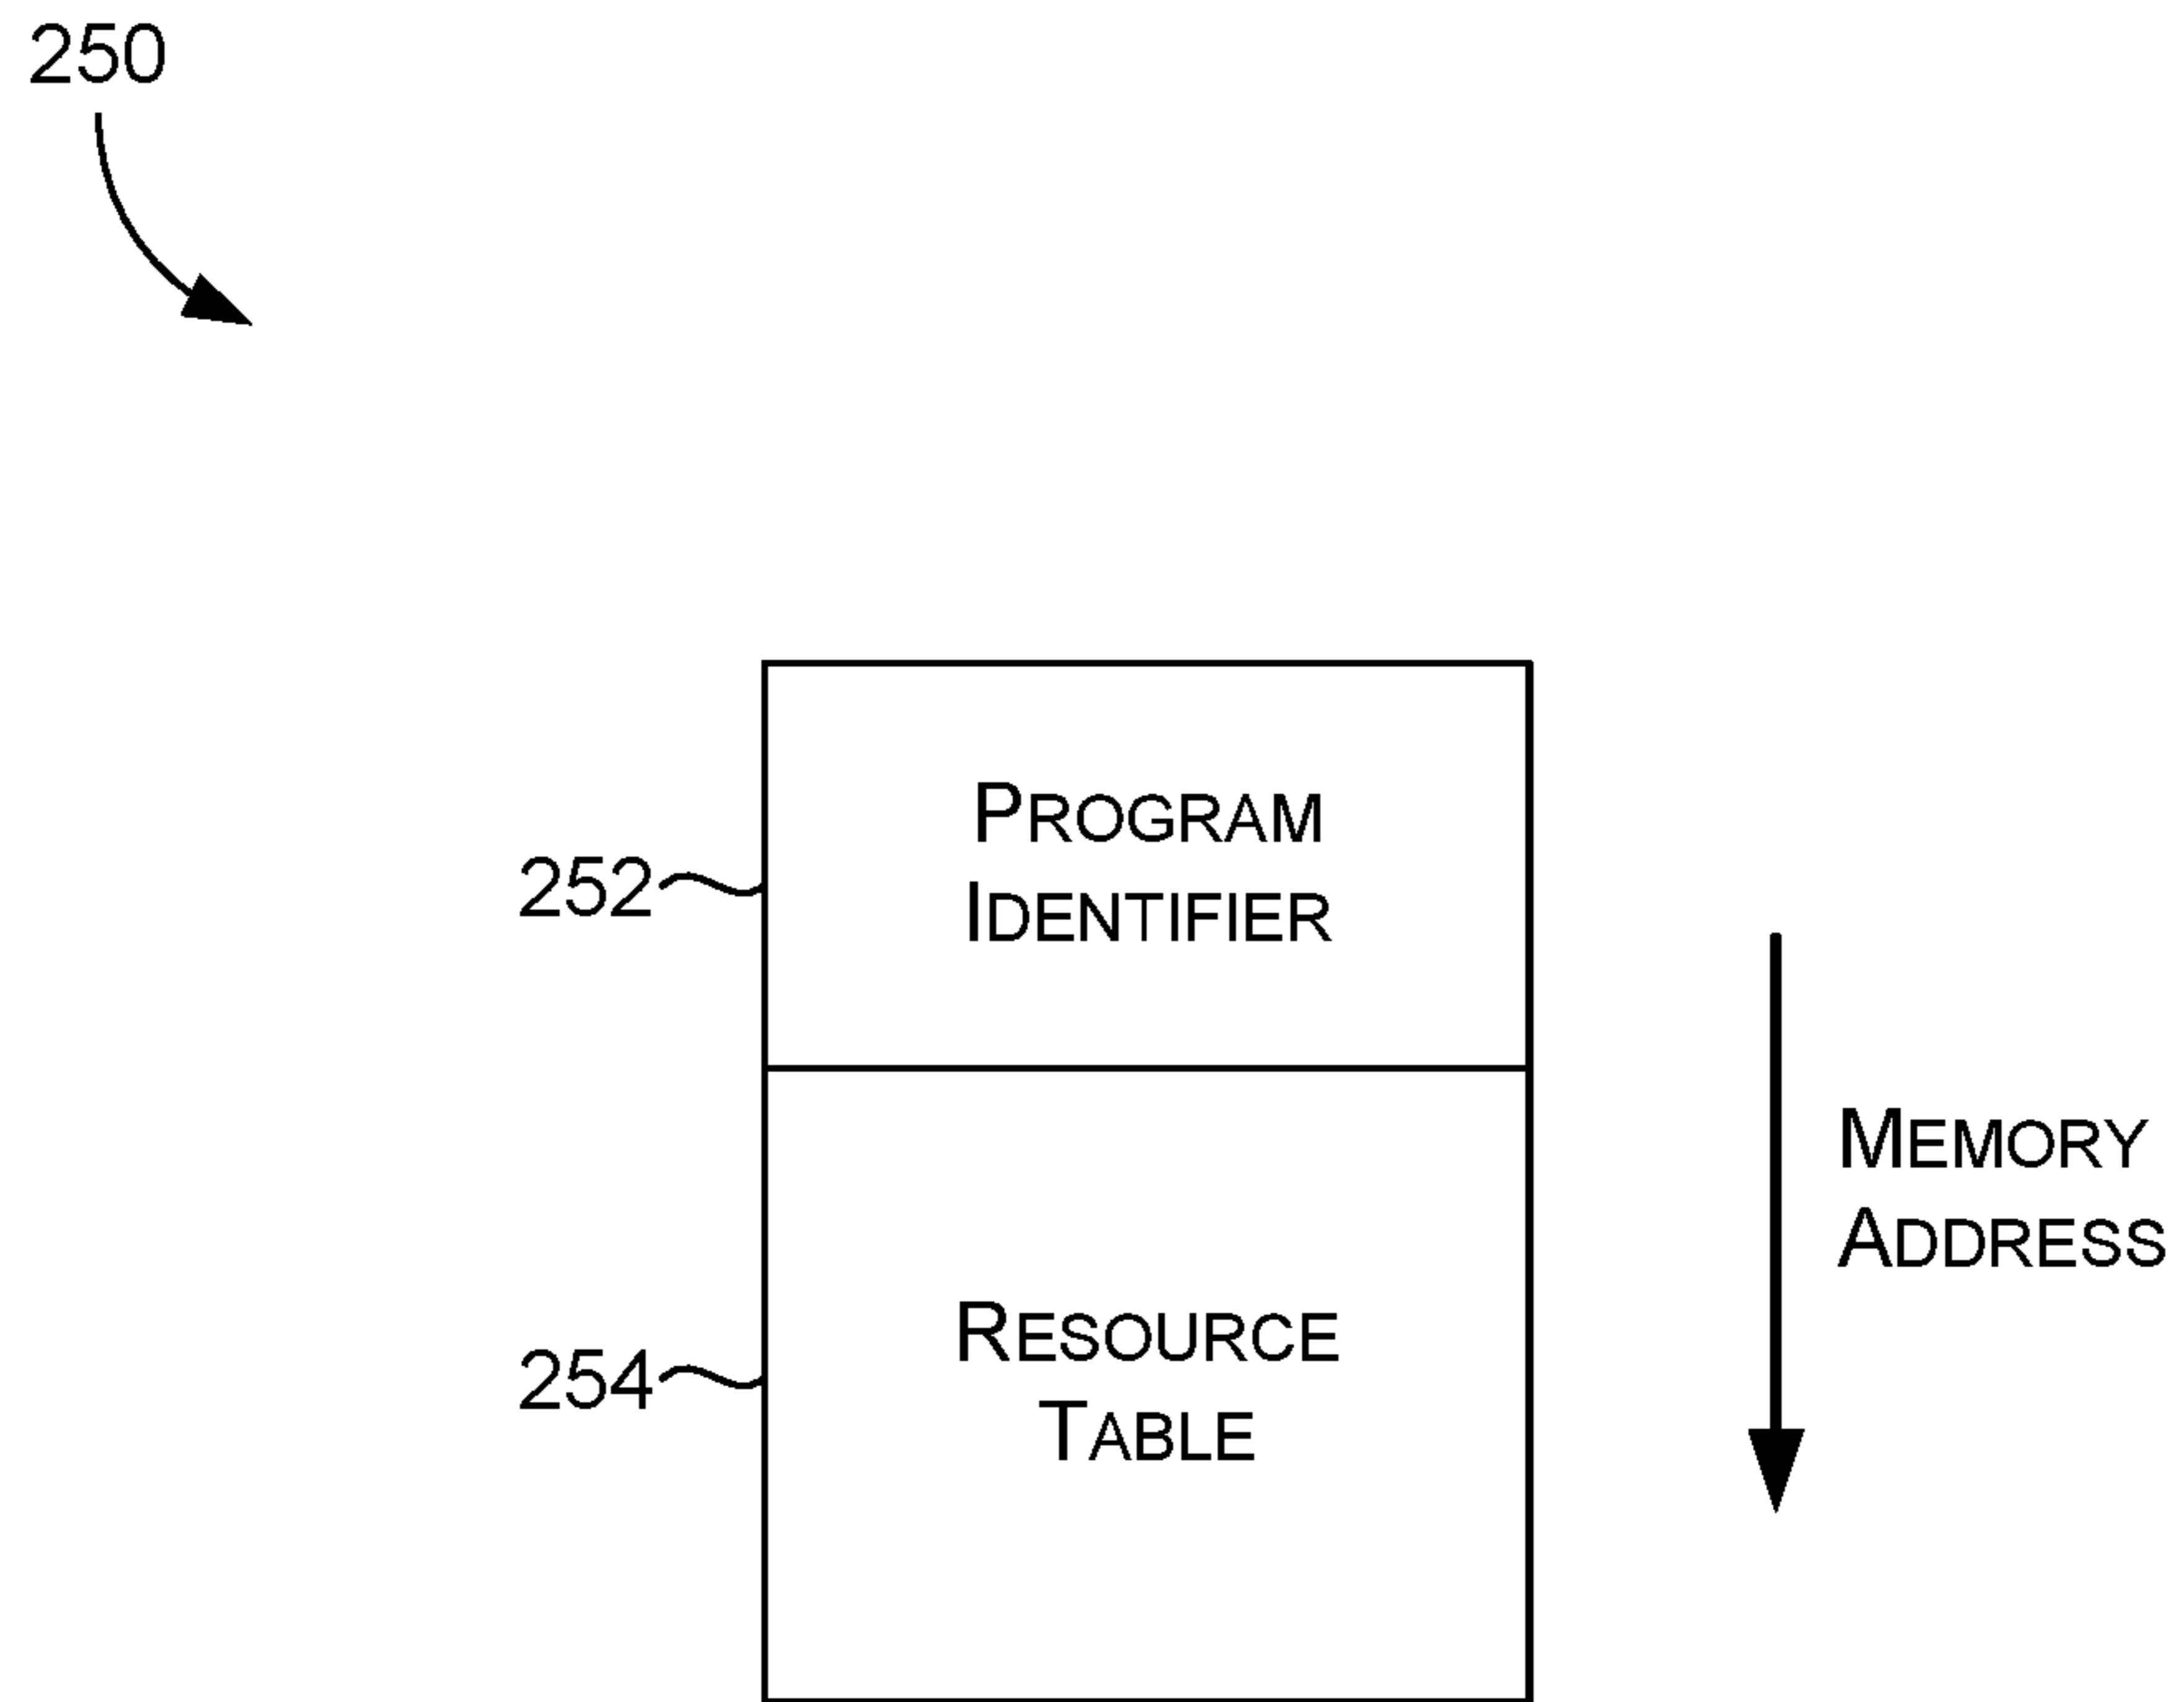 250
PROGRAM
IDENTIFIER
252
MEMORY
ADDRESS
RESOURCE
TABLE
254